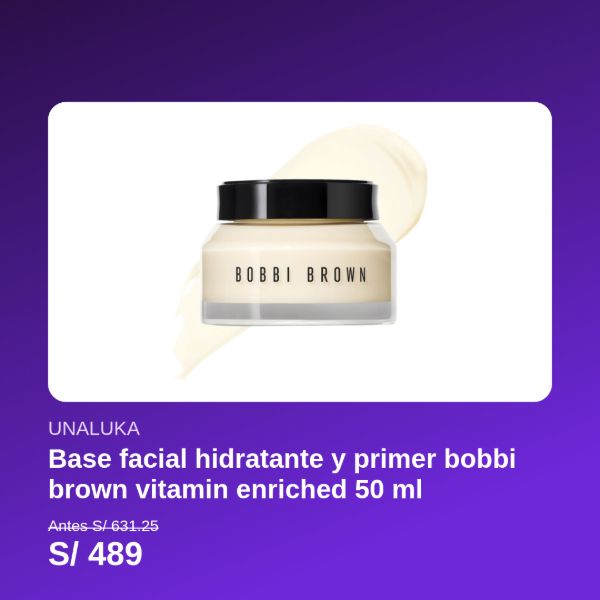 BOBBI BROWN
UNALUKA
Base facial hidratante y primer bobbi
brown vitamin enriched 50 ml
Antes S/ 631.25
S/ 489